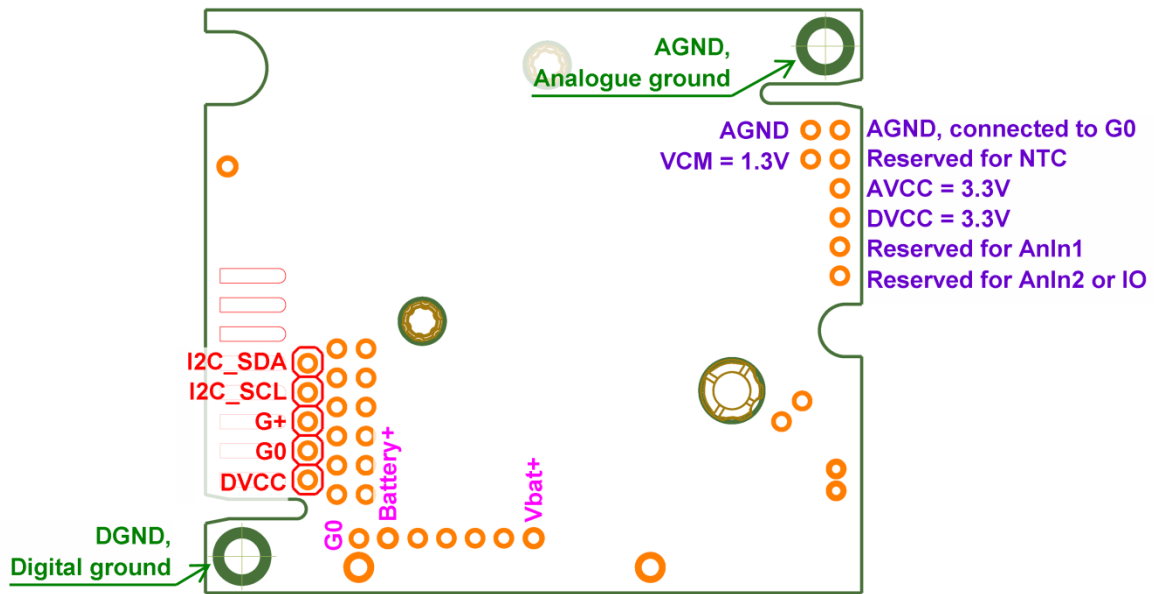 AGND,
Analogue ground
AGND
AGND, connected to G0
VCM = 1.3V
Reserved for NTC
AVCC = 3.3V
DVCC = 3.3V
Reserved for AnIn1
Reserved for AnIn2 or IO
I2C_SDA
I2C_SCL
G+
G0
DVCC
G0
Battery+
Vbat+
DGND,
Digital ground